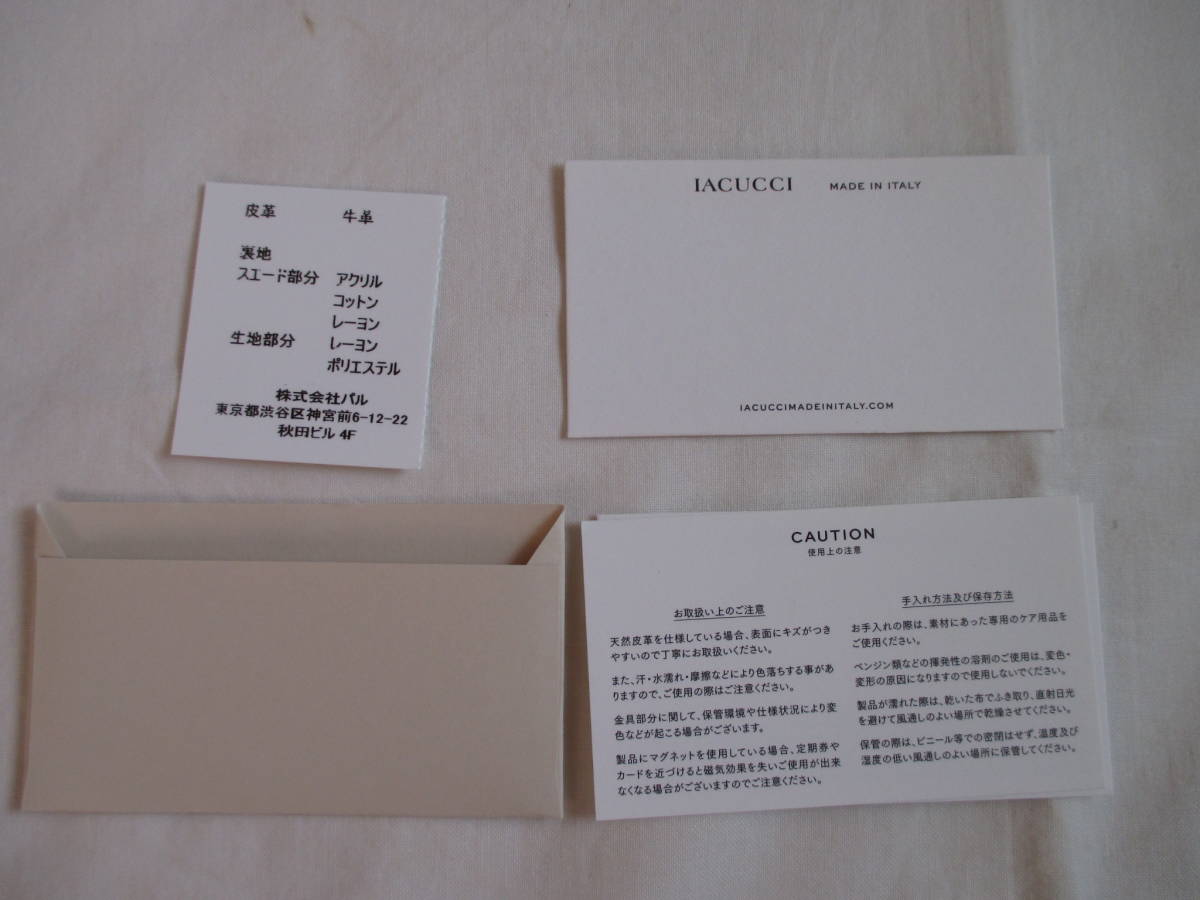 皮革 牛革
裏地
スエード部分 アクリル
コットン
レーヨン
生地部分 レーヨン
ポリエステル
株式会社パル
東京都渋谷区神宮前6-12-22
秋田ビル 4F
IACUCCI MADE IN ITALY
IACUCCIMADEINITALY.COM
CAUTION
使用上の注意
お取扱い上のご注意
天然皮革を仕様している場合、表面にキズがつき
やすいので丁寧にお取扱いください。
また、汗・水濡れ・摩擦などにより色落ちする事があ
りますので、ご使用の際はご注意ください。
金具部分に関して、保管環境や仕様状況により変
色などが起こる場合がございます。
製品にマグネットを使用している場合、定期券や
カードを近づけると磁気効果を失いご使用が出来
なくなる場合がございますのでご注意ください。
手入れ方法及び保存方法
お手入れの際は、素材にあった専用のケア用品を
ご使用ください。
ベンジン類などの揮発性の溶剤のご使用は、変色・
変形の原因になりますので使用しないでください。
製品が濡れた際は、乾いた布でふき取り、直射日光
を避けて風通しのよい場所で乾燥させてください。
保管の際は、ビニール等での密閉はせず、温度及び
湿度の低い風通しのよい場所に保管してください。